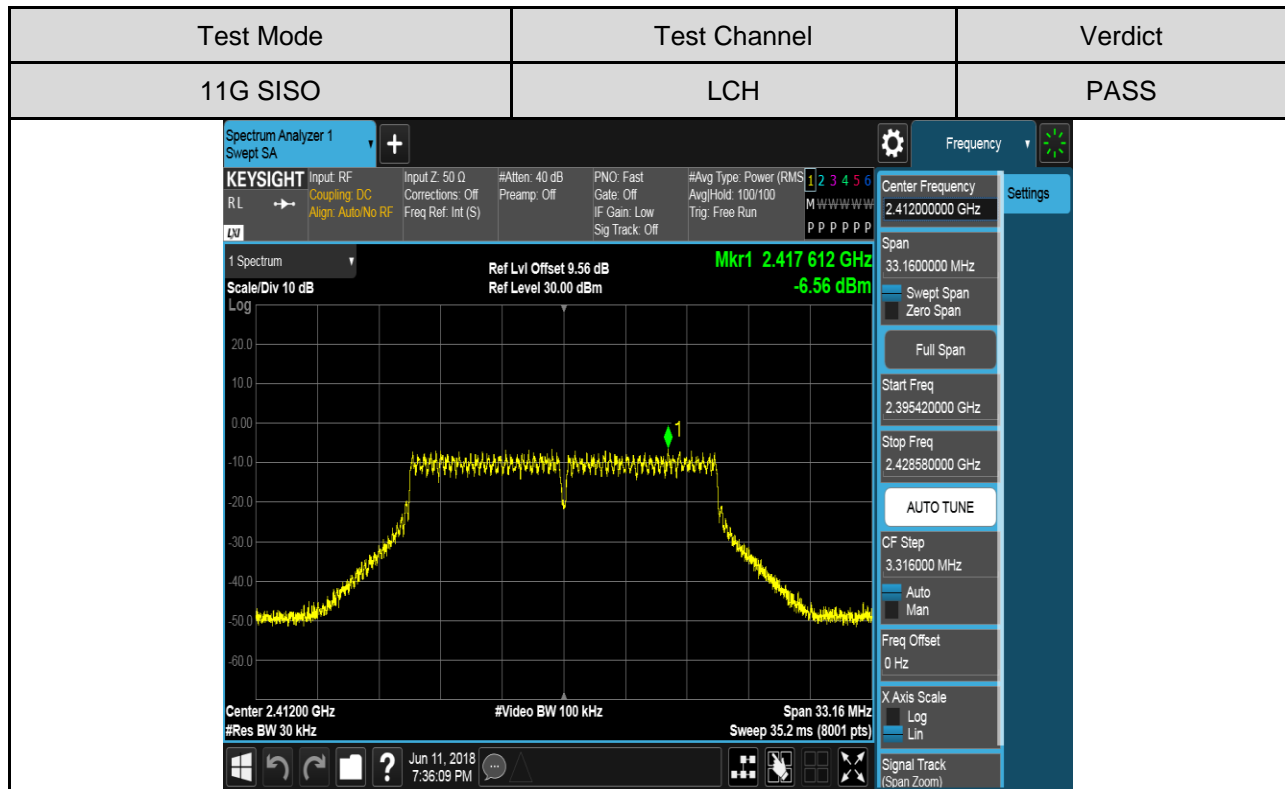 Test Mode Test Channel Verdict
11G SISO LCH PASS
Spectrum Analyzer 1
Swept SA
+
Frequency
KEYSIGHT
RL
LXI
Input: RF
Coupling: DC
Align: Auto/No RF
Input Z: 50 Ω
Corrections: Off
Freq Ref: Int (S)
#Atten: 40 dB
Preamp: Off
PNO: Fast
Gate: Off
IF Gain: Low
Sig Track: Off
#Avg Type: Power (RMS
Avg|Hold: 100/100
Trig: Free Run
1 2 3 4 5 6
M W W W W W
P P P P P P
1 Spectrum
Scale/Div 10 dB
Log
Ref Lvl Offset 9.56 dB
Ref Level 30.00 dBm
Mkr1 2.417 612 GHz
-6.56 dBm
20.0
10.0
0.00
-10.0
-20.0
-30.0
-40.0
-50.0
-60.0
1
Center 2.41200 GHz
#Res BW 30 kHz
#Video BW 100 kHz
Span 33.16 MHz
Sweep 35.2 ms (8001 pts)
Center Frequency
2.412000000 GHz
Span
33.1600000 MHz
Swept Span
Zero Span
Full Span
Start Freq
2.395420000 GHz
Stop Freq
2.428580000 GHz
AUTO TUNE
CF Step
3.316000 MHz
Auto
Man
Freq Offset
0 Hz
X Axis Scale
Log
Lin
Signal Track
(Span Zoom)
Settings
?
Jun 11, 2018
7:36:09 PM